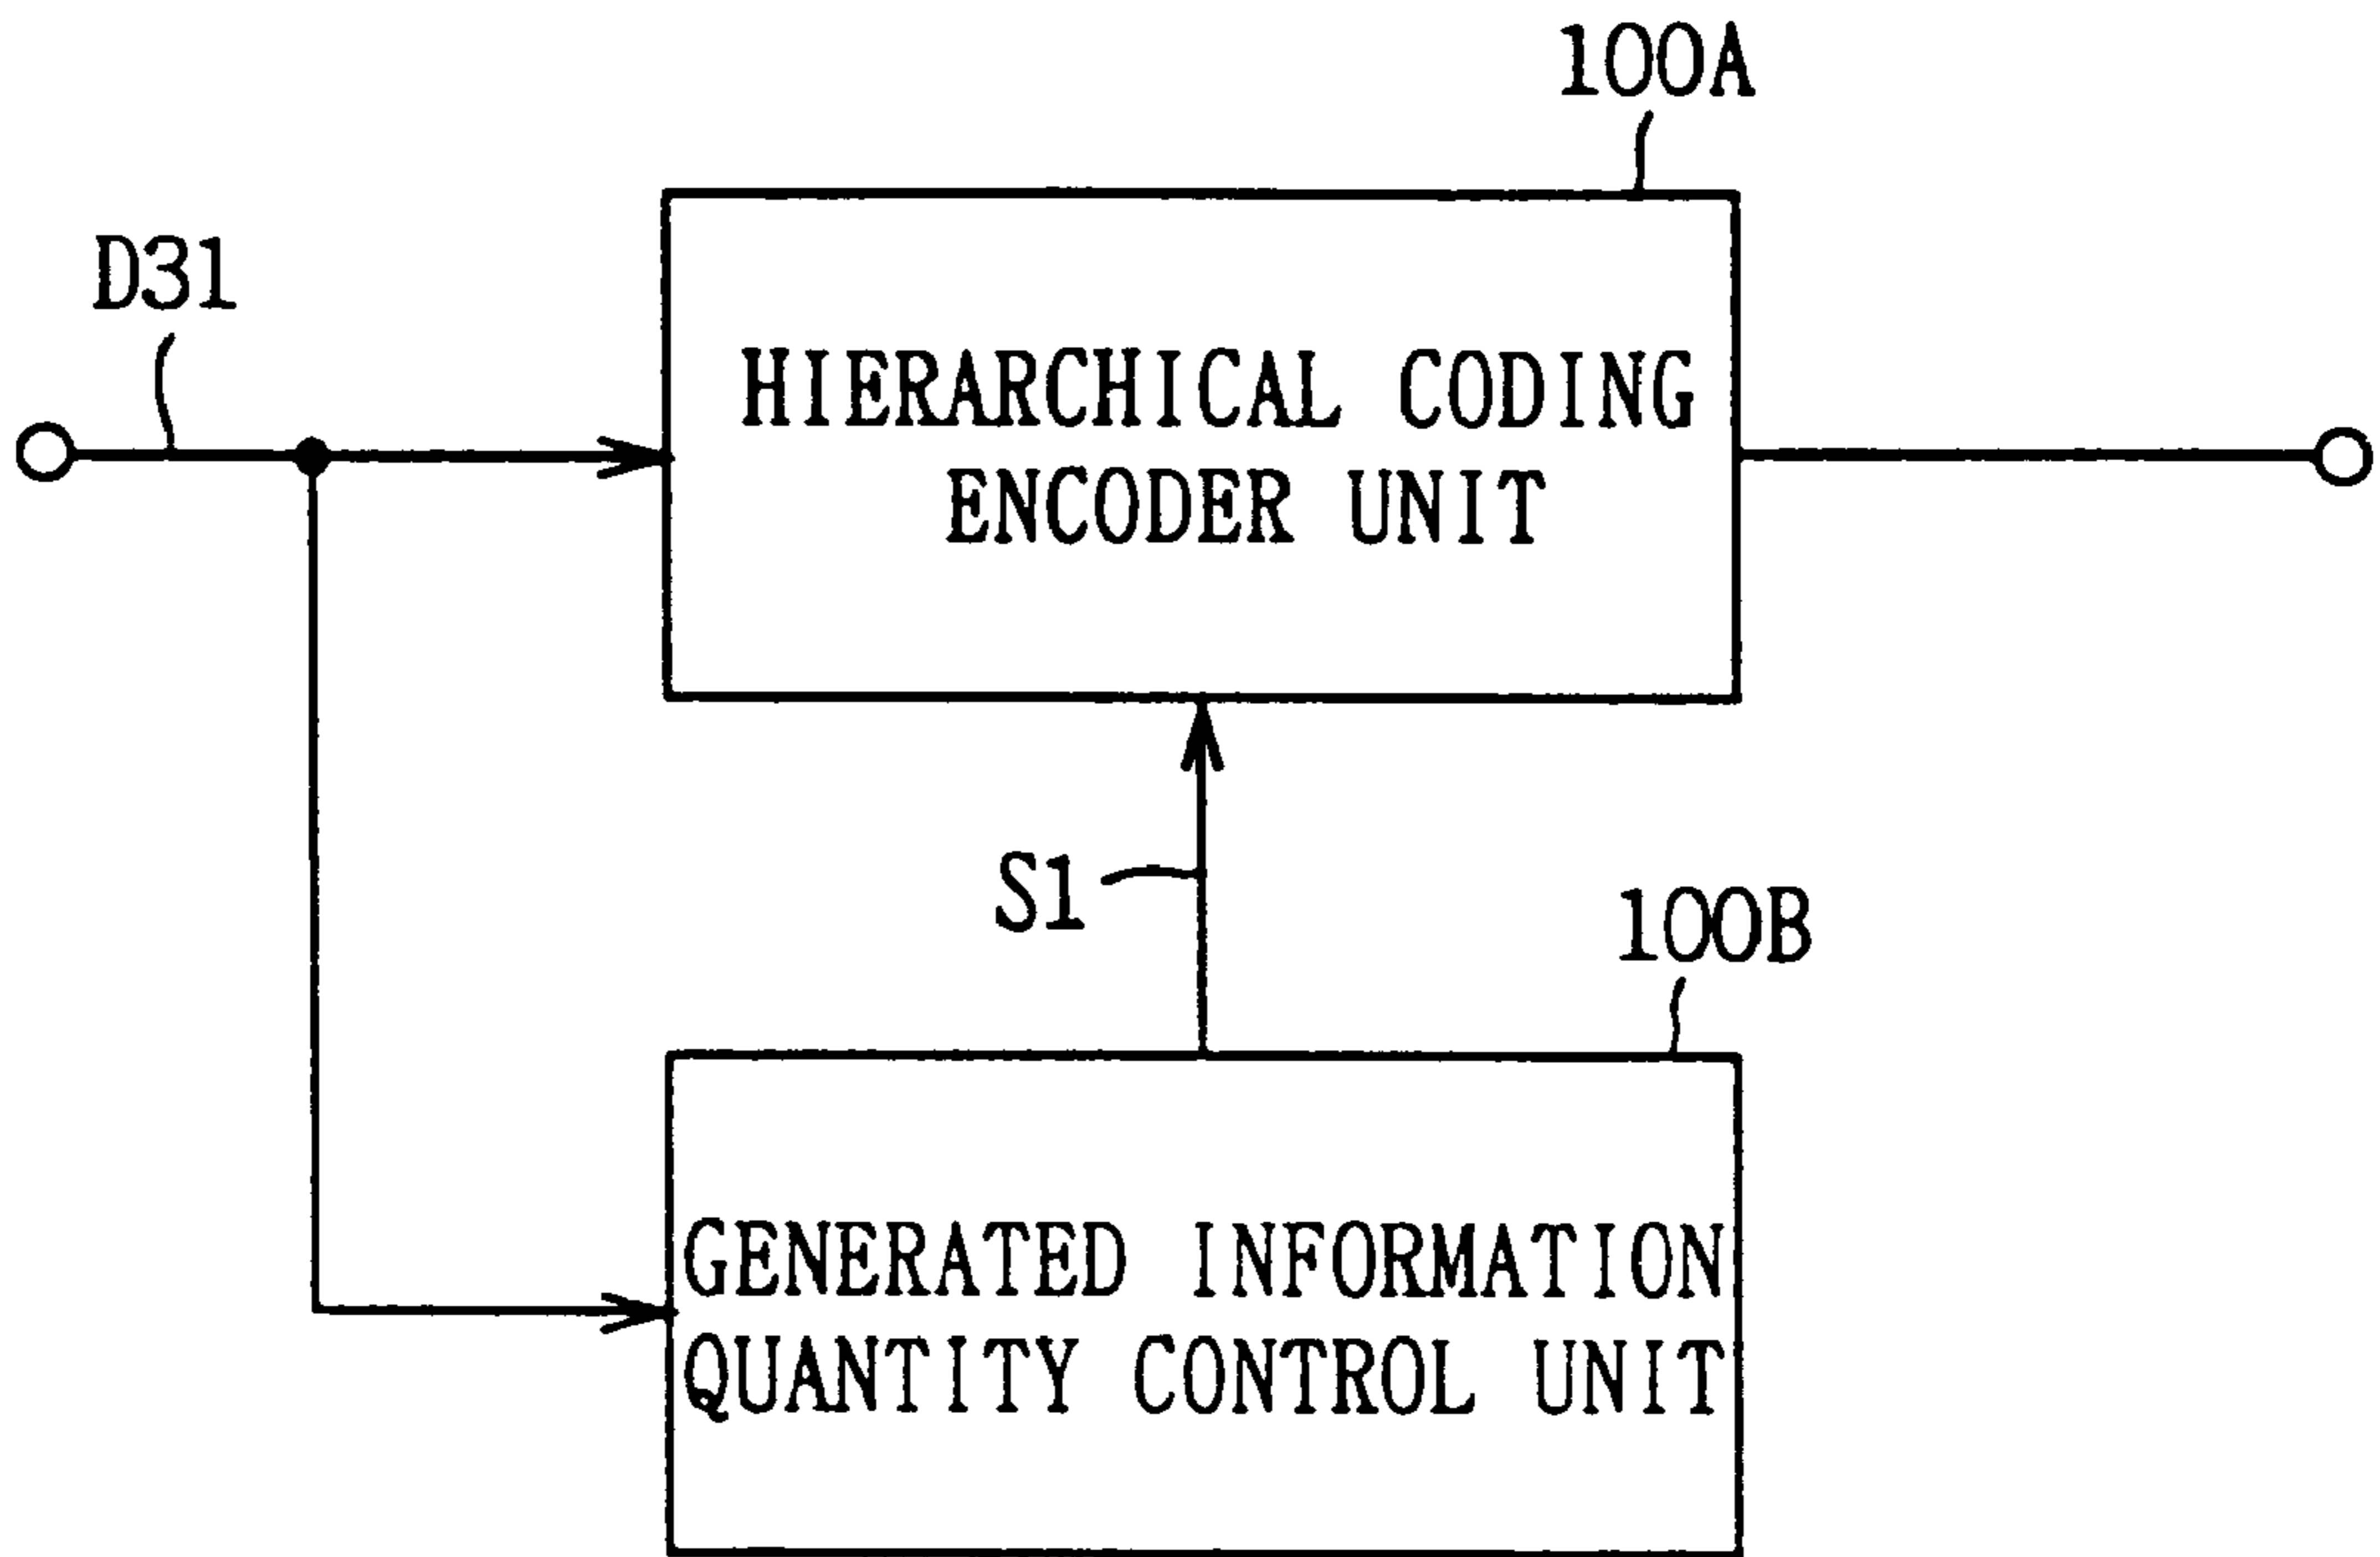 100A
D31
HIERARCHICAL CODING
ENCODER UNIT
S1
100B
GENERATED INFORMATION
QUANTITY CONTROL UNIT